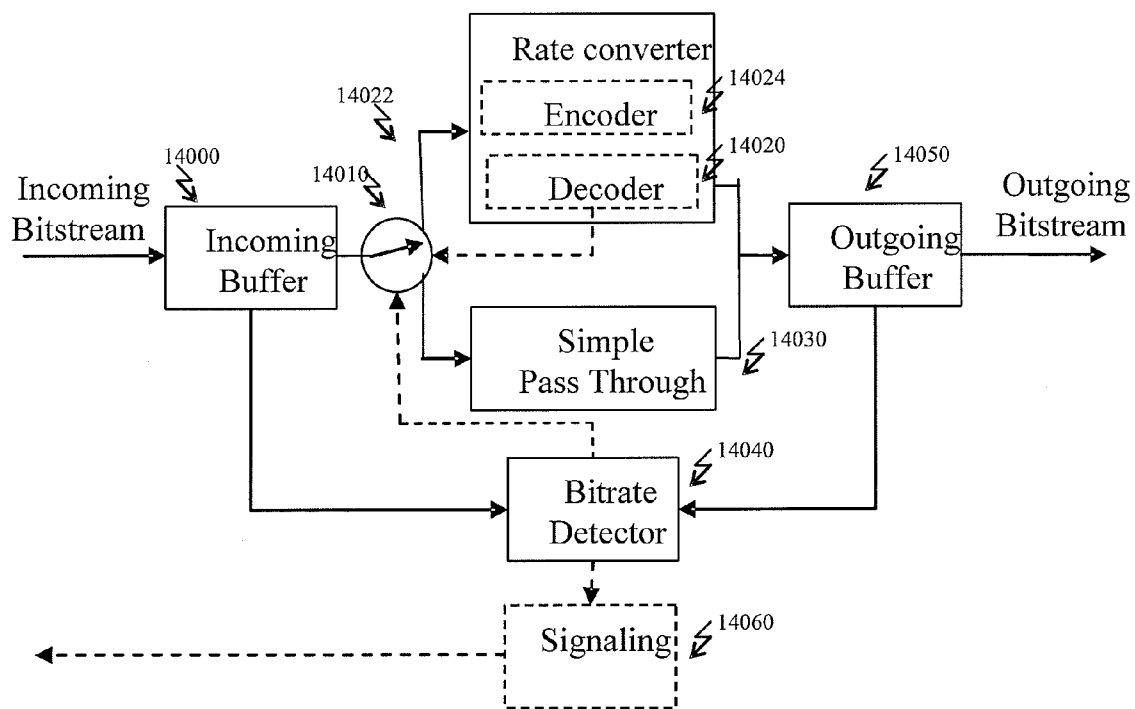 Rate converter
14024
Encoder
14022
14020
Decoder
14000
14010
14050
Incoming
Bitstream
Incoming
Buffer
Outgoing
Buffer
Outgoing
Bitstream
Simple
Pass Through
14030
14040
Bitrate
Detector
Signaling
14060